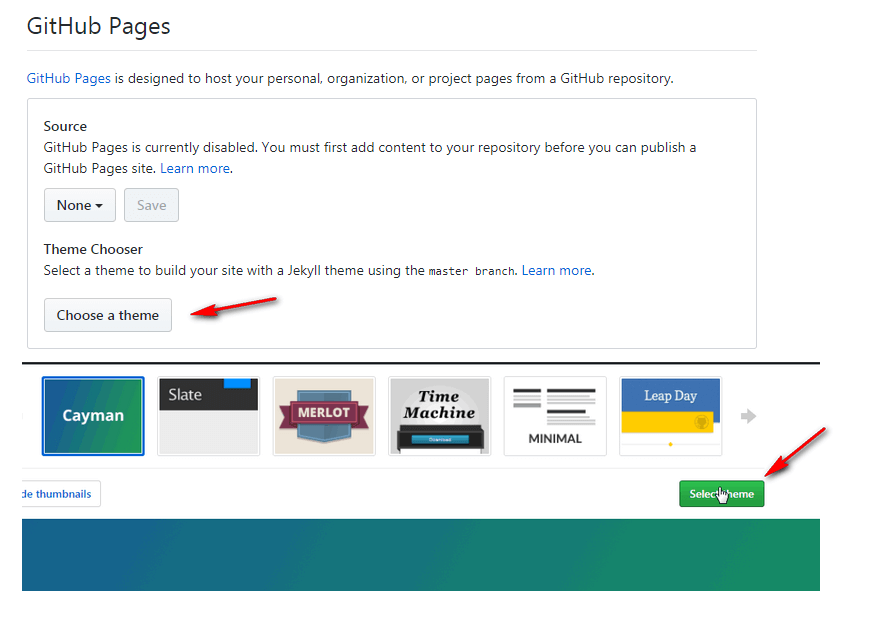 GitHub Pages
GitHub Pages is designed to host your personal, organization, or project pages from a GitHub repository.
Source
GitHub Pages is currently disabled. You must first add content to your repository before you can publish a
GitHub Pages site. Learn more.
None Save
Theme Chooser
Select a theme to build your site with a Jekyll theme using the master branch. Learn more.
Choose a theme
Cayman
Slate
MERLOT
Time
Machine
Download
MINIMAL
Leap Day
de thumbnails
Select theme